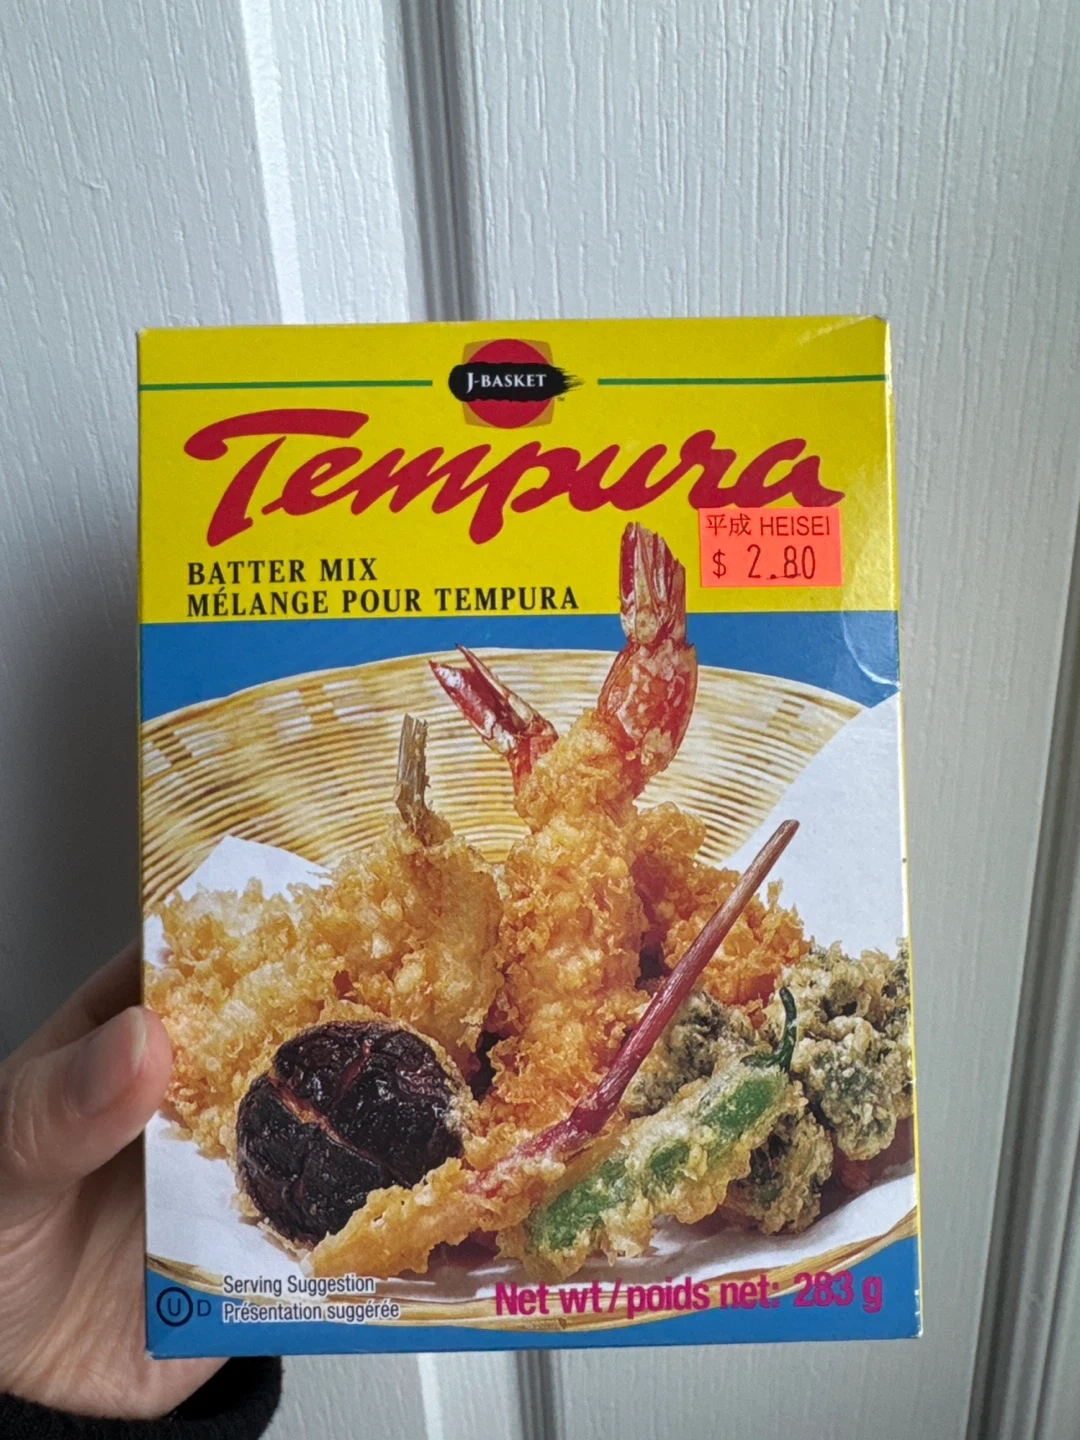 J-BASKET
TM
Tempura
平成 HEISEI
$ 2.80
BATTER MIX
MÉLANGE POUR TEMPURA
Serving Suggestion
U D Présentation suggérée
Net wt / poids net: 283 g